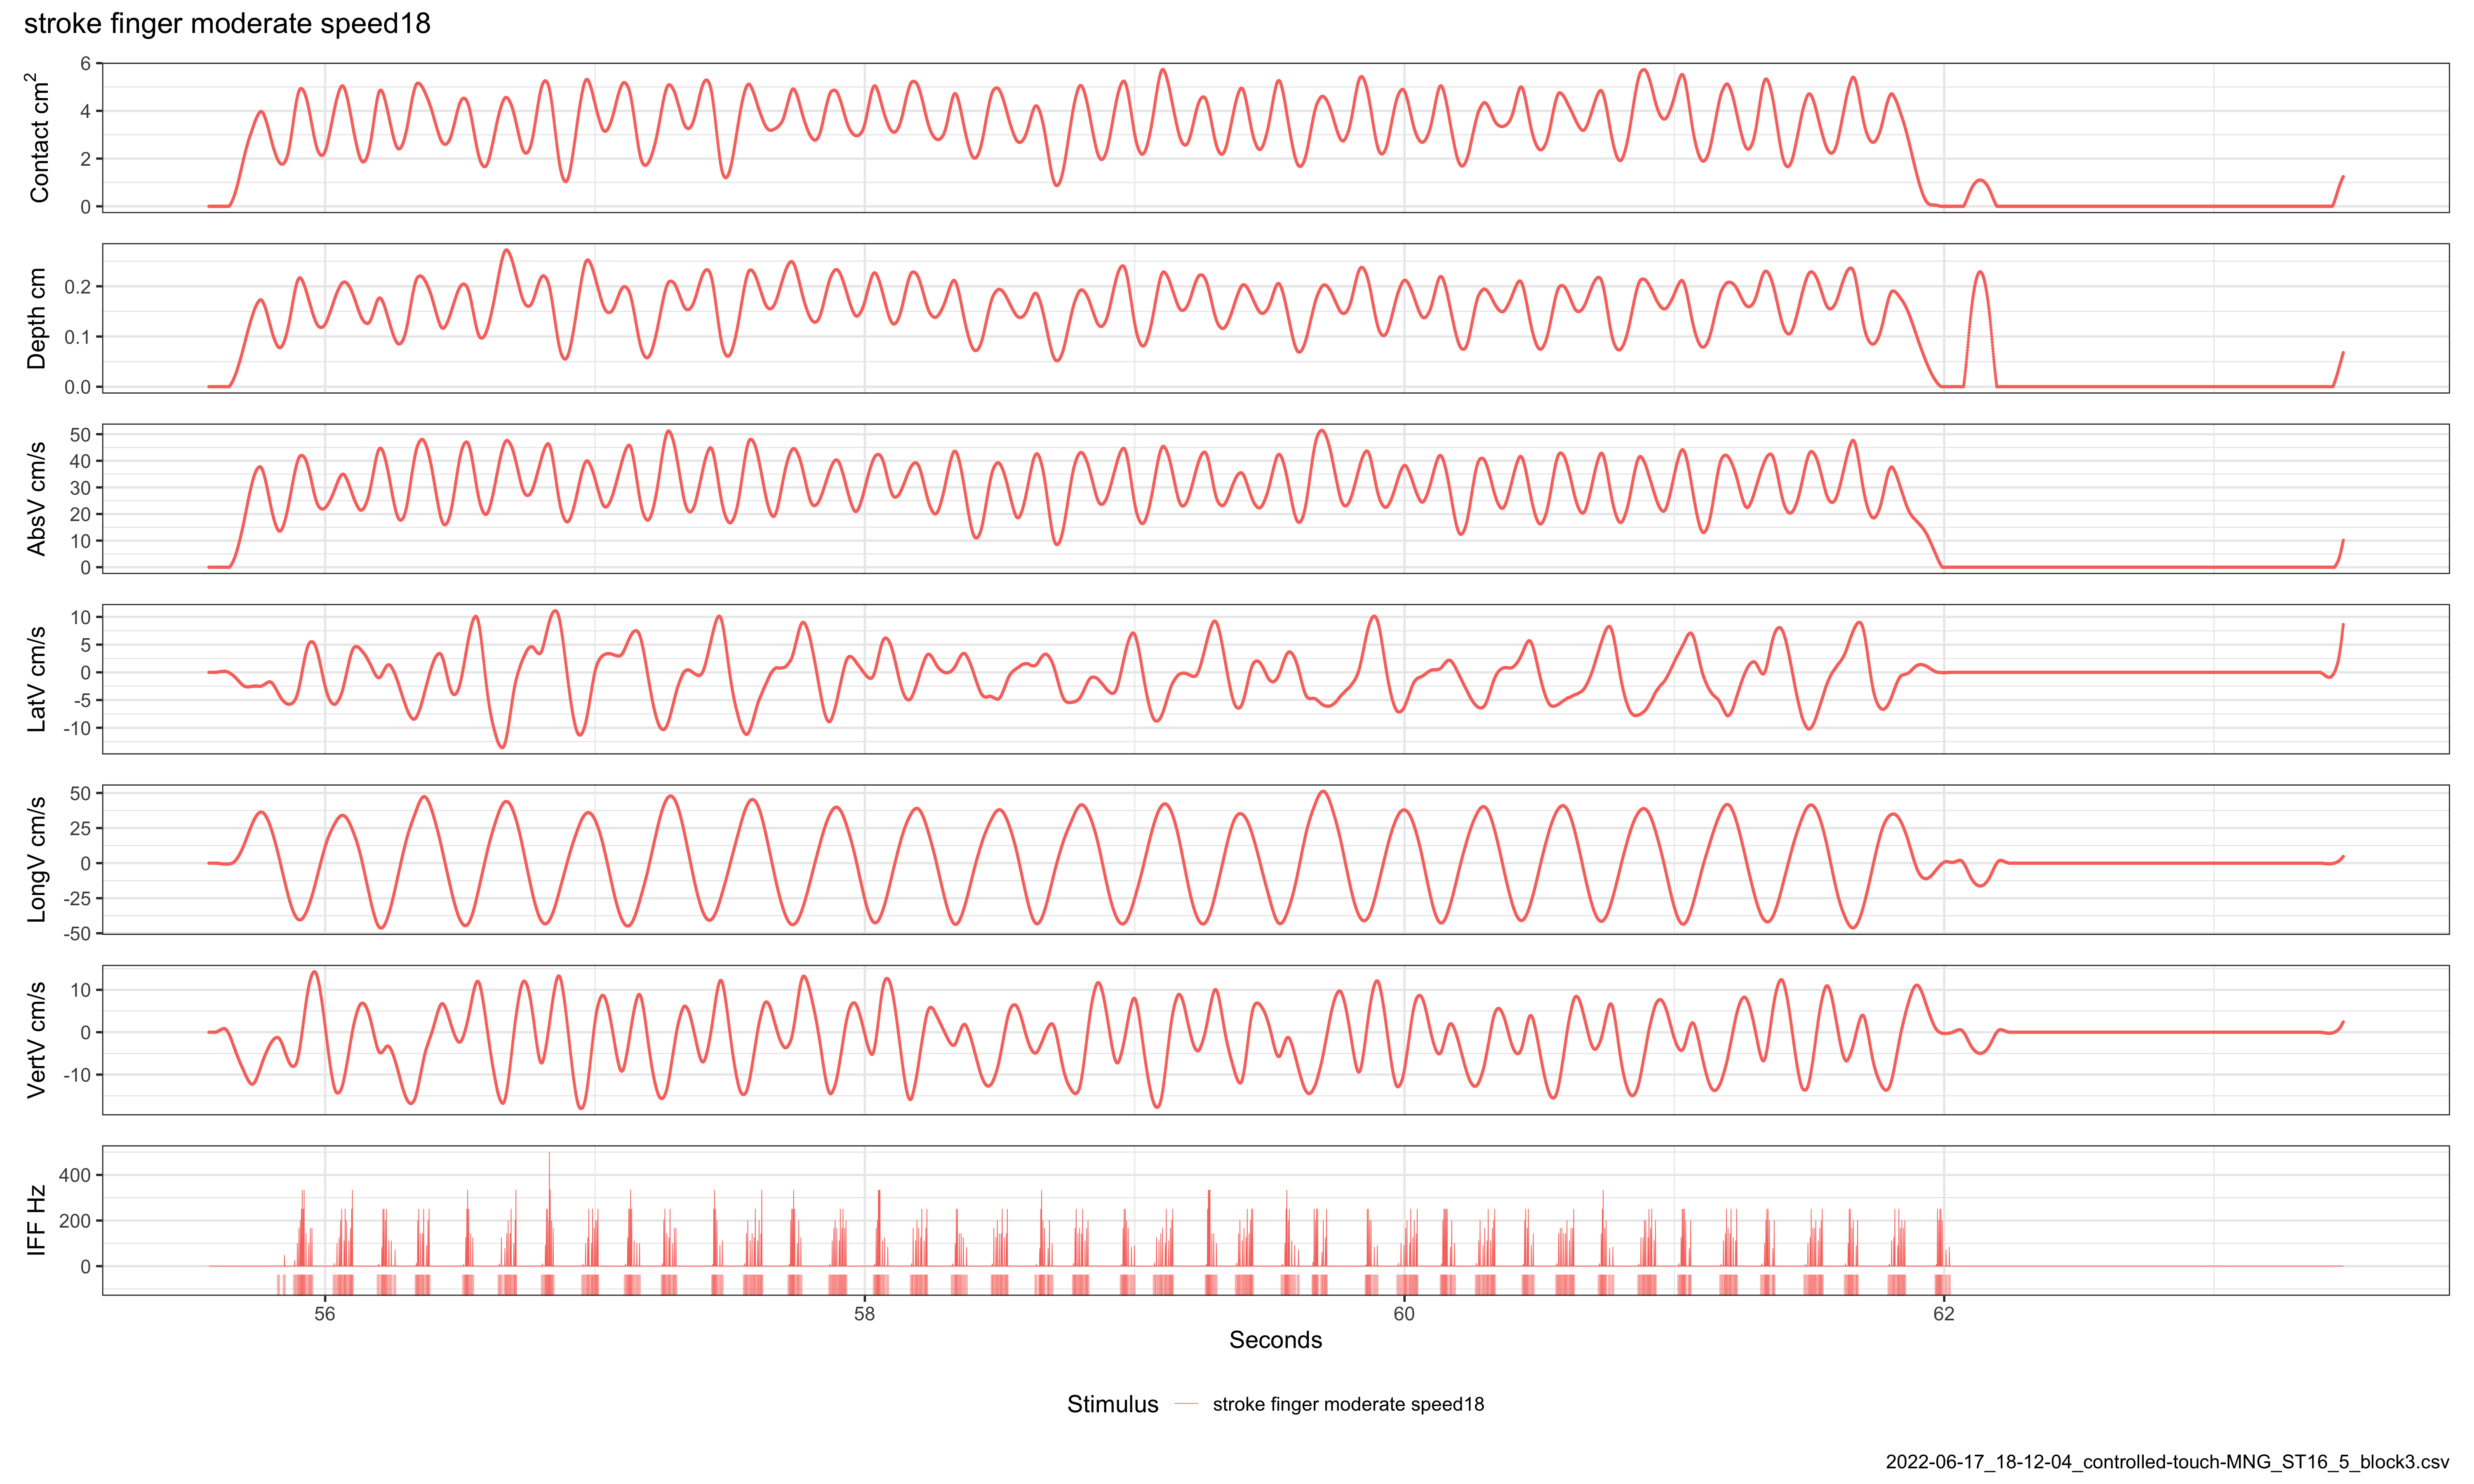 stroke finger moderate speed18
Contact cm²
6
4
2
0
Depth cm
0.2
0.1
0.0
AbsV cm/s
50
40
30
20
10
0
LatV cm/s
10
5
0
-5
-10
LongV cm/s
50
25
0
-25
-50
VertV cm/s
10
0
-10
IFF Hz
400
200
0
56 58 60 62
Seconds
Stimulus stroke finger moderate speed18
2022-06-17_18-12-04_controlled-touch-MNG_ST16_5_block3.csv